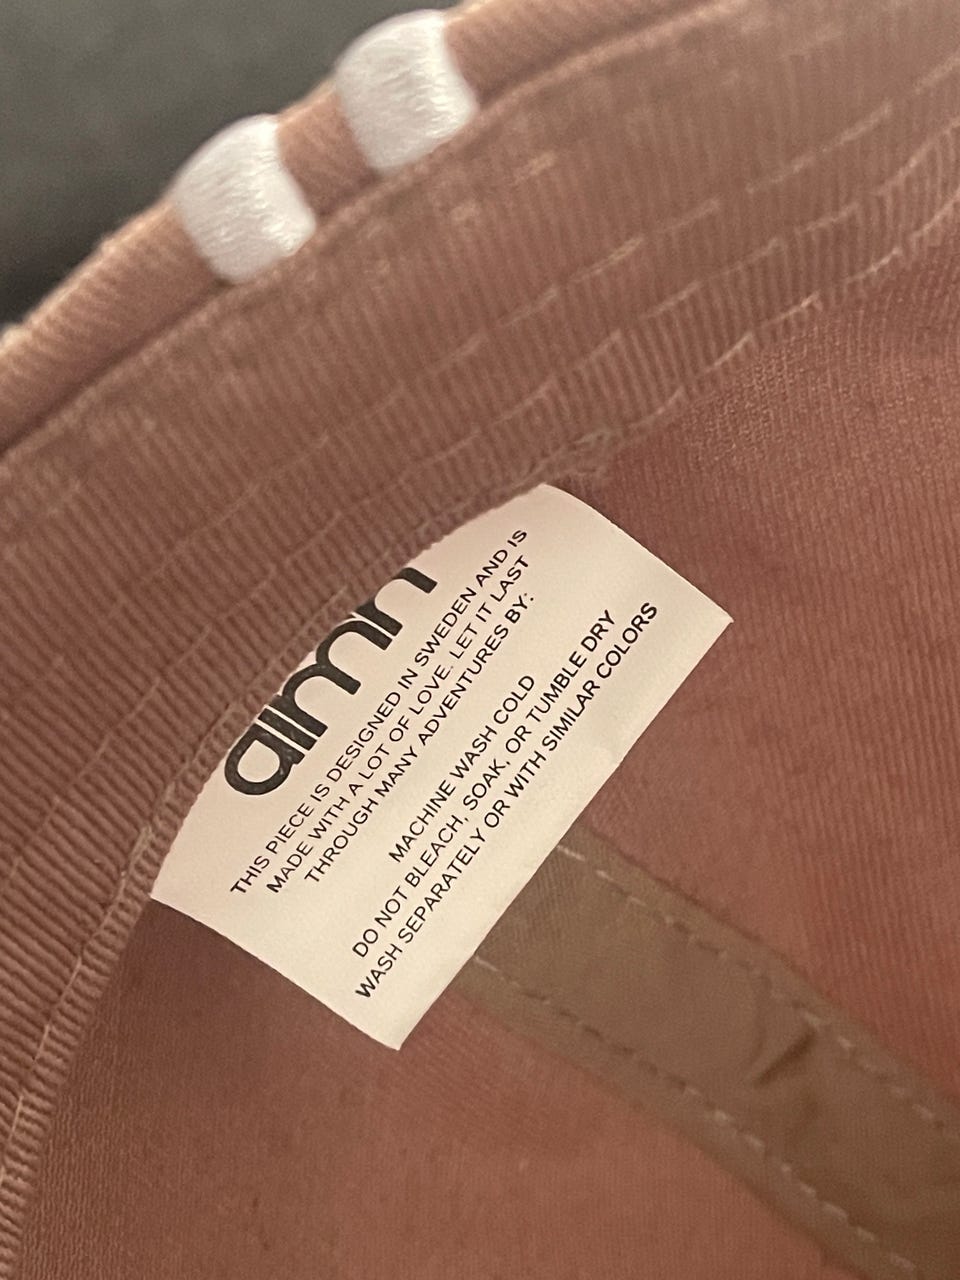 aimn
THIS PIECE IS DESIGNED IN SWEDEN AND IS
MADE WITH A LOT OF LOVE. LET IT LAST
THROUGH MANY ADVENTURES BY:
MACHINE WASH COLD
DO NOT BLEACH, SOAK, OR TUMBLE DRY
WASH SEPARATELY OR WITH SIMILAR COLORS